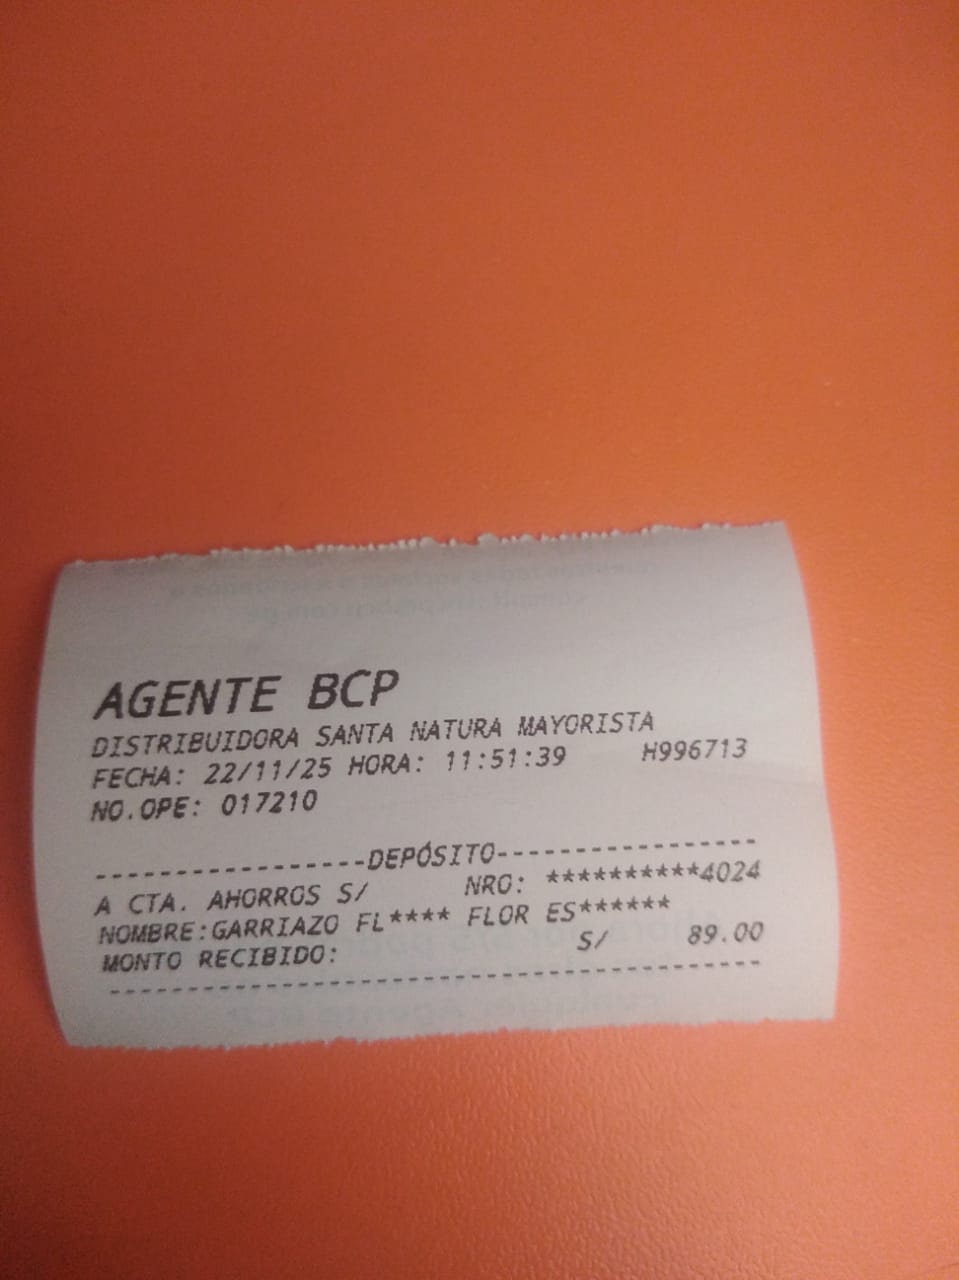 AGENTE BCP
DISTRIBUIDORA SANTA NATURA MAYORISTA
FECHA: 22/11/25 HORA: 11:51:39 H996713
NO.OPE: 017210
-----------------DEPÓSITO-----------------
A CTA. AHORROS S/ NRO: **********4024
NOMBRE:GARRIAZO FL**** FLOR ES******
MONTO RECIBIDO: S/ 89.00
------------------------------------------